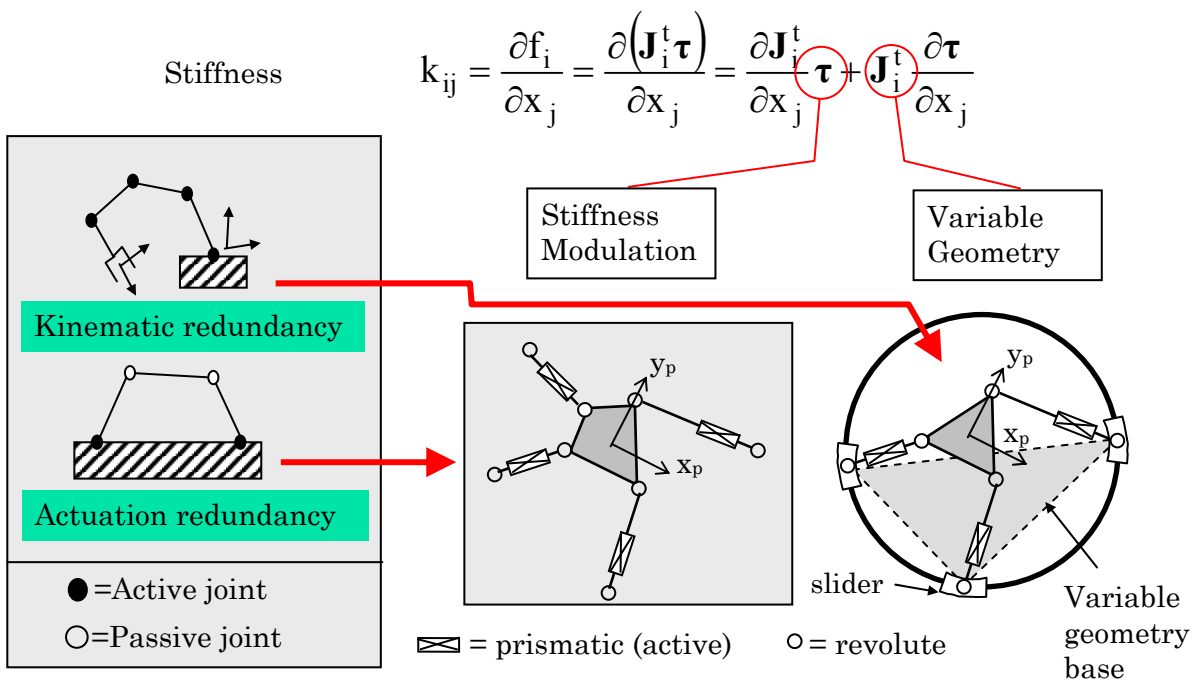 Stiffness
k_ij = ∂f_i / ∂x_j = ∂(J_i^t τ) / ∂x_j = ∂J_i^t / ∂x_j τ + J_i^t ∂τ / ∂x_j
Stiffness
Modulation
Variable
Geometry
Kinematic redundancy
Actuation redundancy
=Active joint
=Passive joint
y_p
x_p
y_p
x_p
slider
Variable
geometry
base
= prismatic (active)
= revolute